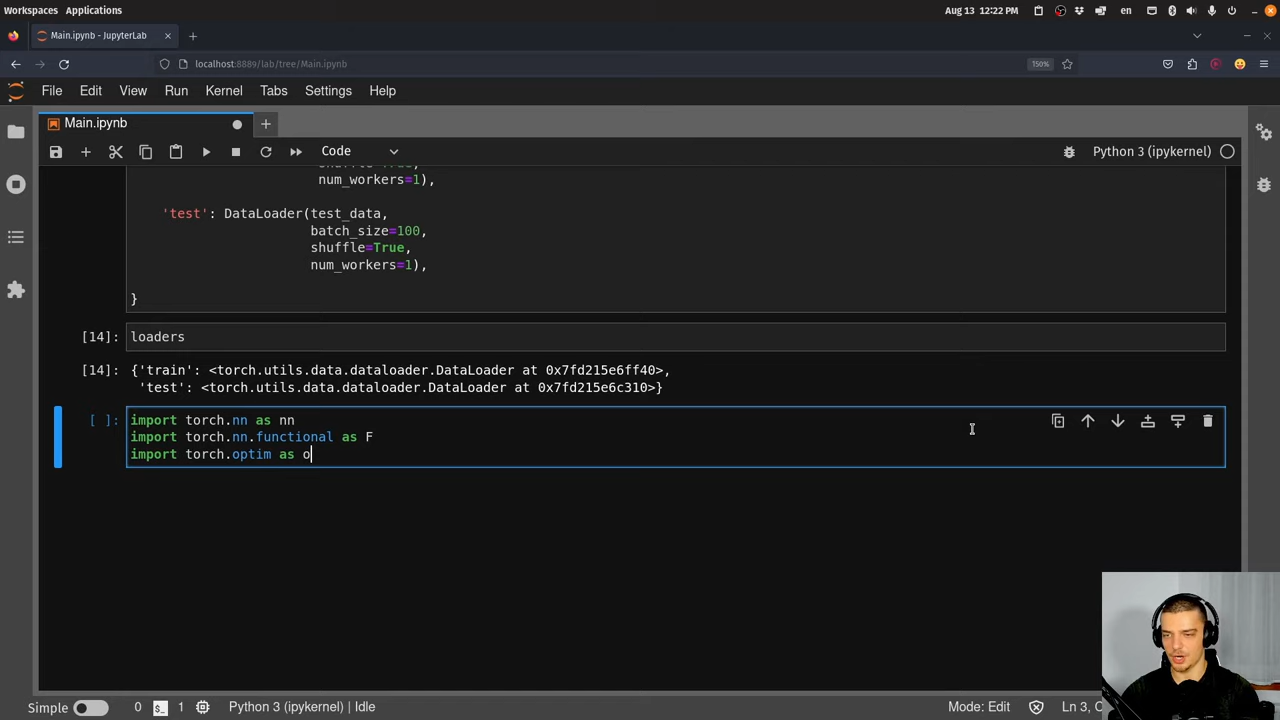 Workspaces Applications Aug 13 12:22 PM en
Main.ipynb - JupyterLab
localhost:8889/lab/tree/Main.ipynb 150%
File Edit View Run Kernel Tabs Settings Help
Main.ipynb
Code Python 3 (ipykernel)
num_workers=1),
'test': DataLoader(test_data,
batch_size=100,
shuffle=True,
num_workers=1),
}
[14]: loaders
[14]: {'train': <torch.utils.data.dataloader.DataLoader at 0x7fd215e6ff40>,
'test': <torch.utils.data.dataloader.DataLoader at 0x7fd215e6c310>}
[ ]: import torch.nn as nn
import torch.nn.functional as F
import torch.optim as o
Simple 0 $_ 1 Python 3 (ipykernel) | Idle Mode: Edit Ln 3,